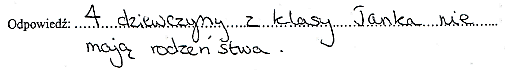 Odpowiedź: 4 dziewczyny z klasy Janka nie
mają rodzeństwa.